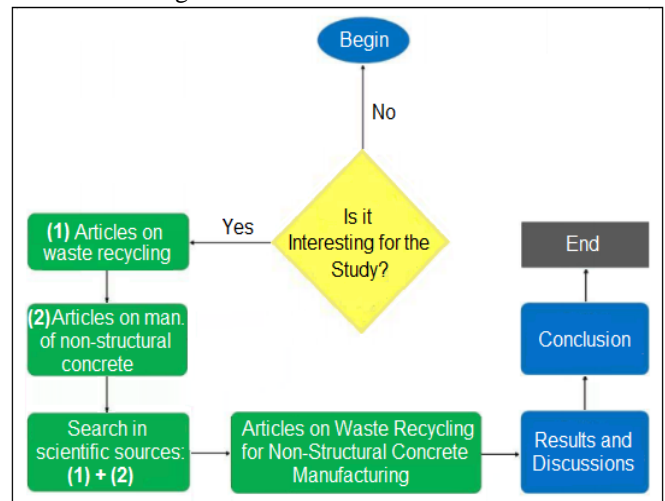 Begin
No
Is it
Interesting for the
Study?
Yes
(1) Articles on
waste recycling
(2)Articles on man.
of non-structural
concrete
Search in
scientific sources:
(1) + (2)
Articles on Waste Recycling
for Non-Structural Concrete
Manufacturing
Results and
Discussions
Conclusion
End